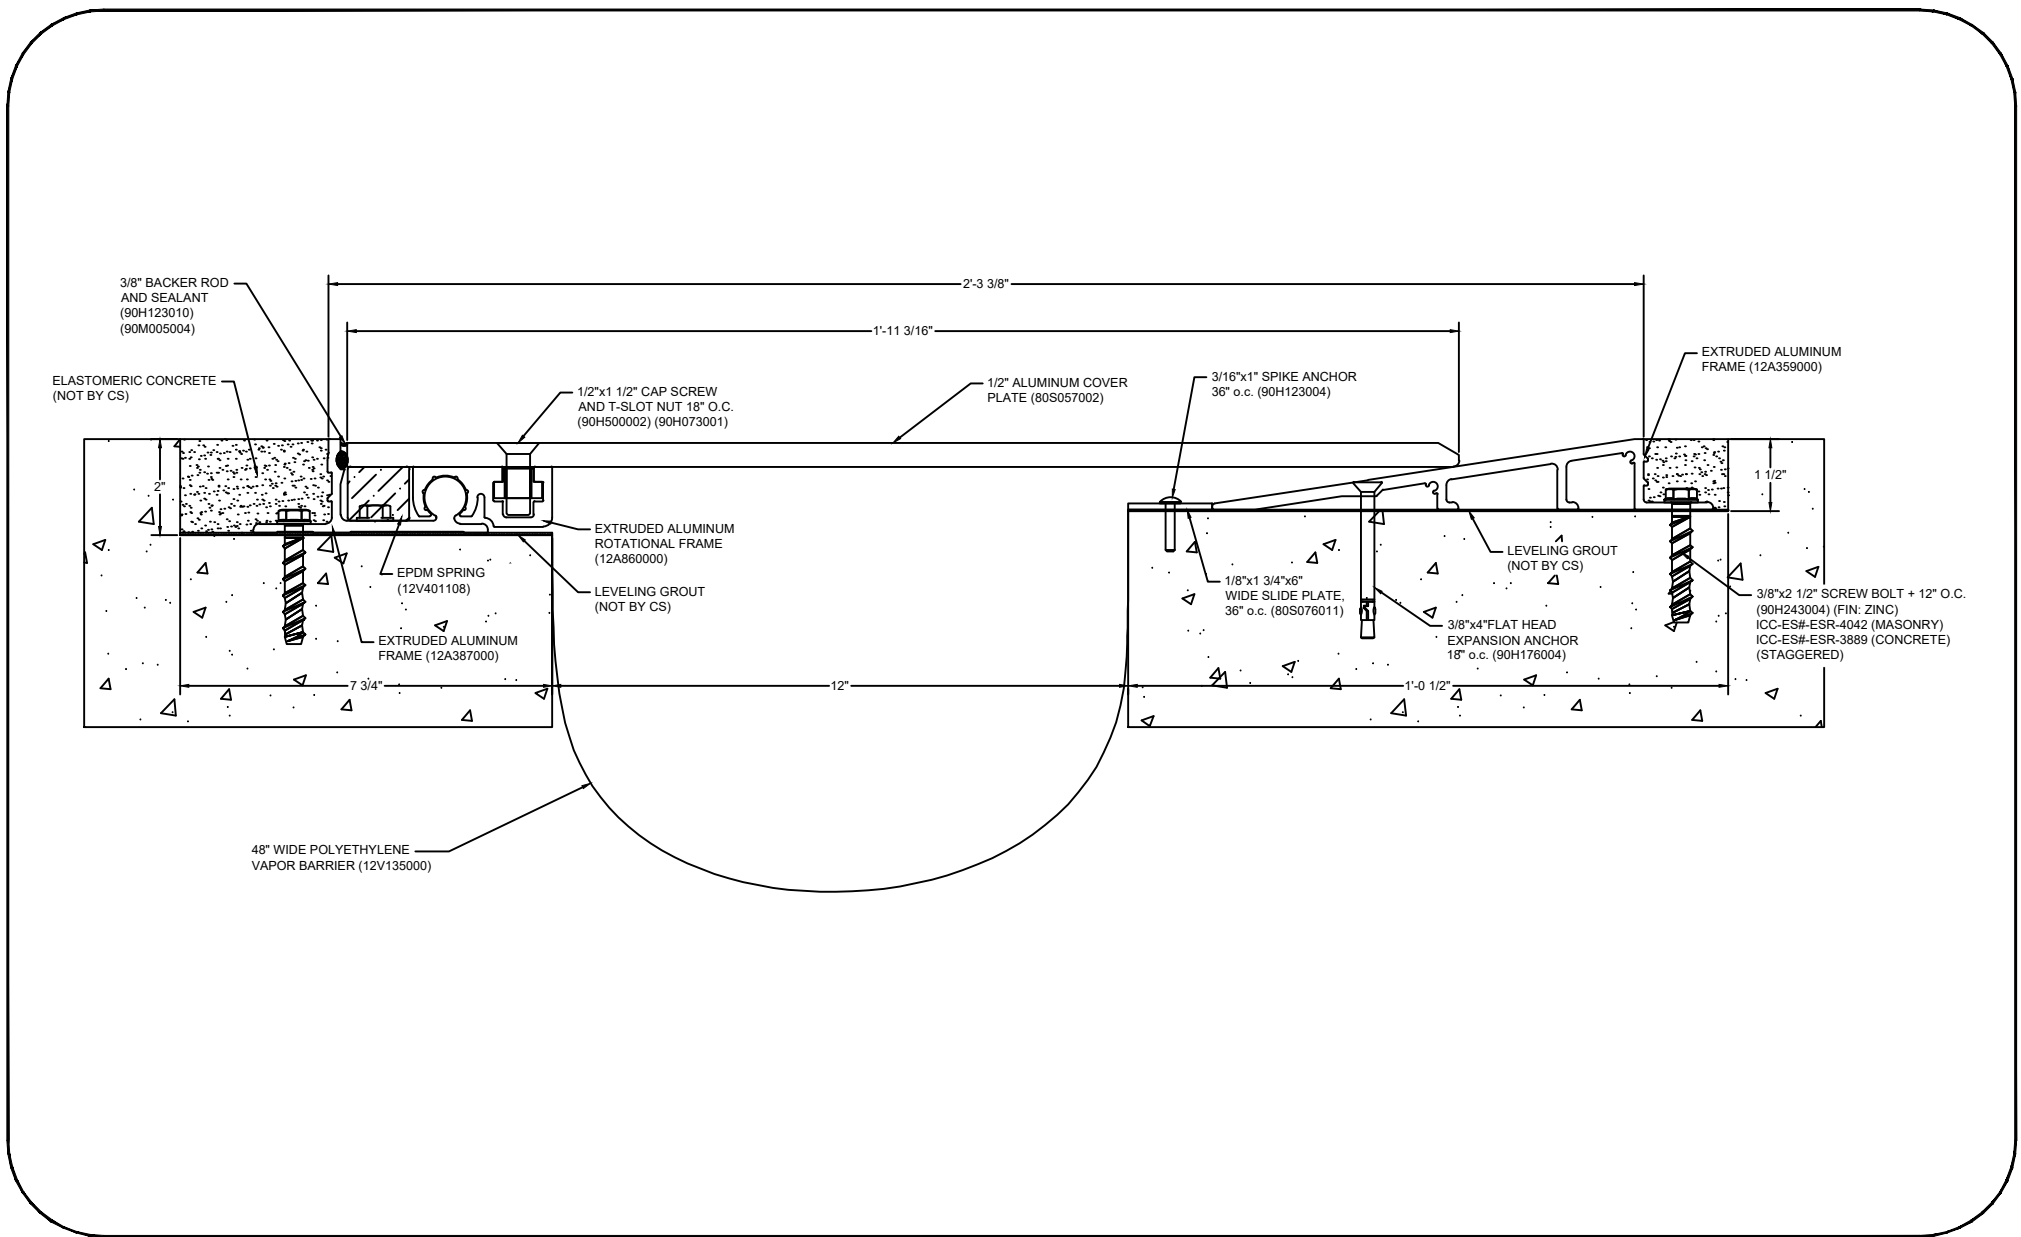 2'-3 3/8"
3/8" BACKER ROD
AND SEALANT
(90H123010)
(90M005004)
1'-11 3/16"
EXTRUDED ALUMINUM
FRAME (12A359000)
ELASTOMERIC CONCRETE
(NOT BY CS)
1/2"x1 1/2" CAP SCREW
AND T-SLOT NUT 18" O.C.
(90H500002) (90H073001)
1/2" ALUMINUM COVER
PLATE (80S057002)
3/16"x1" SPIKE ANCHOR
36" o.c. (90H123004)
2"
1 1/2"
EXTRUDED ALUMINUM
ROTATIONAL FRAME
(12A860000)
EPDM SPRING
(12V401108)
LEVELING GROUT
(NOT BY CS)
EXTRUDED ALUMINUM
FRAME (12A387000)
LEVELING GROUT
(NOT BY CS)
1/8"x1 3/4"x6"
WIDE SLIDE PLATE,
36" o.c. (80S076011)
3/8"x4"FLAT HEAD
EXPANSION ANCHOR
18" o.c. (90H176004)
3/8"x2 1/2" SCREW BOLT + 12" O.C.
(90H243004) (FIN: ZINC)
ICC-ES#-ESR-4042 (MASONRY)
ICC-ES#-ESR-3889 (CONCRETE)
(STAGGERED)
7 3/4"
12"
1'-0 1/2"
48" WIDE POLYETHYLENE
VAPOR BARRIER (12V135000)